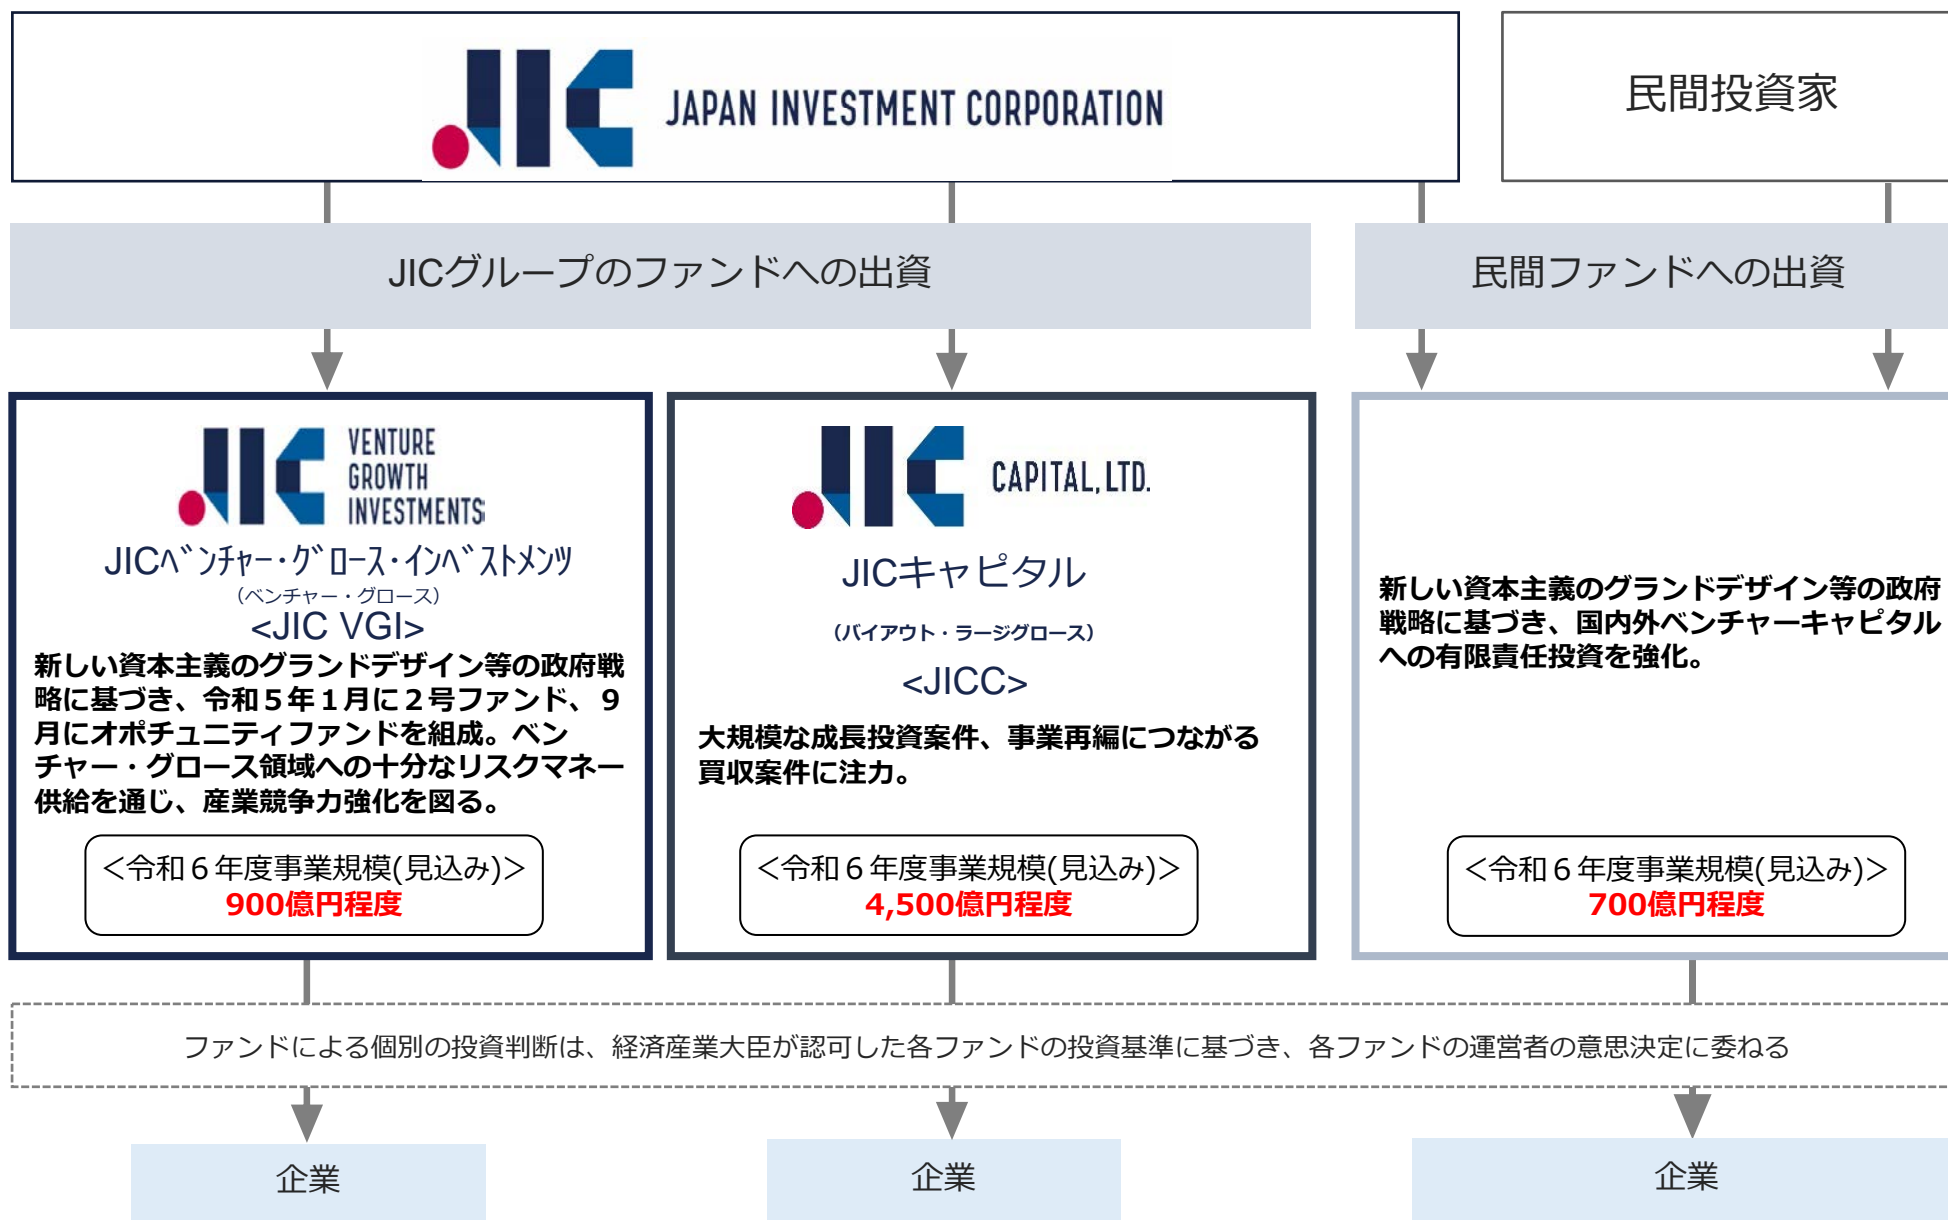 JIC JAPAN INVESTMENT CORPORATION
民間投資家
JICグループのファンドへの出資
民間ファンドへの出資
JIC VENTURE
GROWTH
INVESTMENTS
JICﾍﾞﾝﾁｬｰ･ｸﾞﾛｰｽ･ｲﾝﾍﾞｽﾄﾒﾝﾂ
（ベンチャー・グロース）
<JIC VGI>
新しい資本主義のグランドデザイン等の政府戦
略に基づき、令和５年１月に２号ファンド、９
月にオポチュニティファンドを組成。ベン
チャー・グロース領域への十分なリスクマネー
供給を通じ、産業競争力強化を図る。
＜令和６年度事業規模(見込み)＞
900億円程度
JIC CAPITAL, LTD.
JICキャピタル
（バイアウト・ラージグロース）
<JICC>
大規模な成長投資案件、事業再編につながる
買収案件に注力。
＜令和６年度事業規模(見込み)＞
4,500億円程度
新しい資本主義のグランドデザイン等の政府
戦略に基づき、国内外ベンチャーキャピタル
への有限責任投資を強化。
＜令和６年度事業規模(見込み)＞
700億円程度
ファンドによる個別の投資判断は、経済産業大臣が認可した各ファンドの投資基準に基づき、各ファンドの運営者の意思決定に委ねる
企業
企業
企業